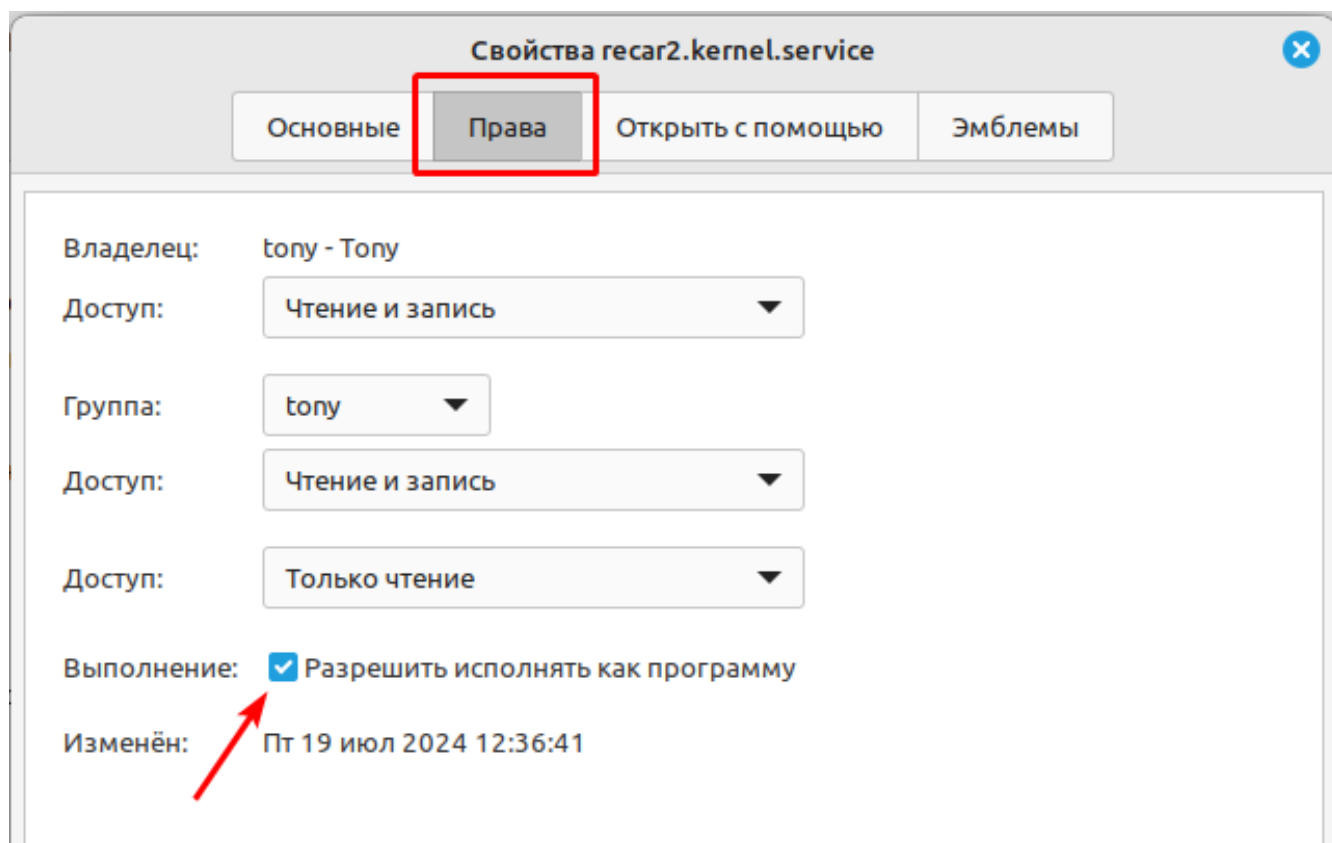 Свойства recar2.kernel.service
Основные Права Открыть с помощью Эмблемы
Владелец: tony - Tony
Доступ: Чтение и запись
Группа: tony
Доступ: Чтение и запись
Доступ: Только чтение
Выполнение: Разрешить исполнять как программу
Изменён: Пт 19 июл 2024 12:36:41